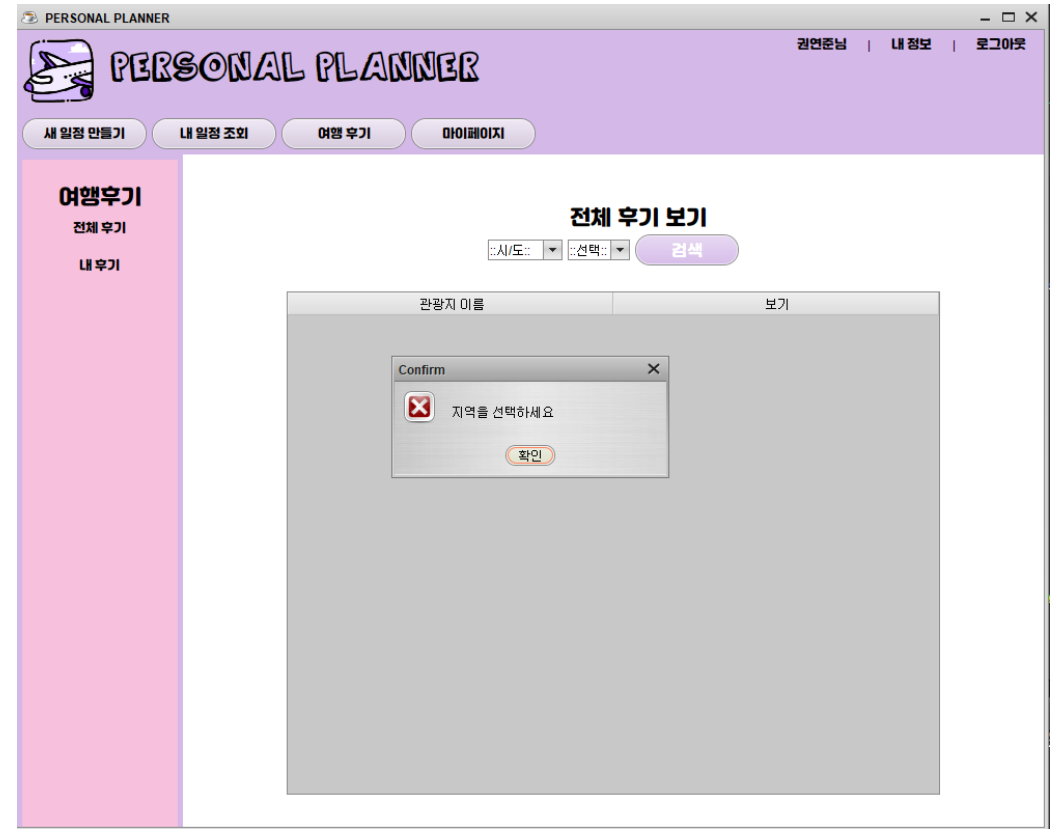 PERSONAL PLANNER
권연준님 | 내 정보 | 로그아웃
PERSONAL PLANNER
새 일정 만들기 내 일정 조회 여행 후기 마이페이지
여행후기
전체 후기
내 후기
전체 후기 보기
::시/도:: ::선택:: 검색
관광지 이름 보기
Confirm
지역을 선택하세요
확인